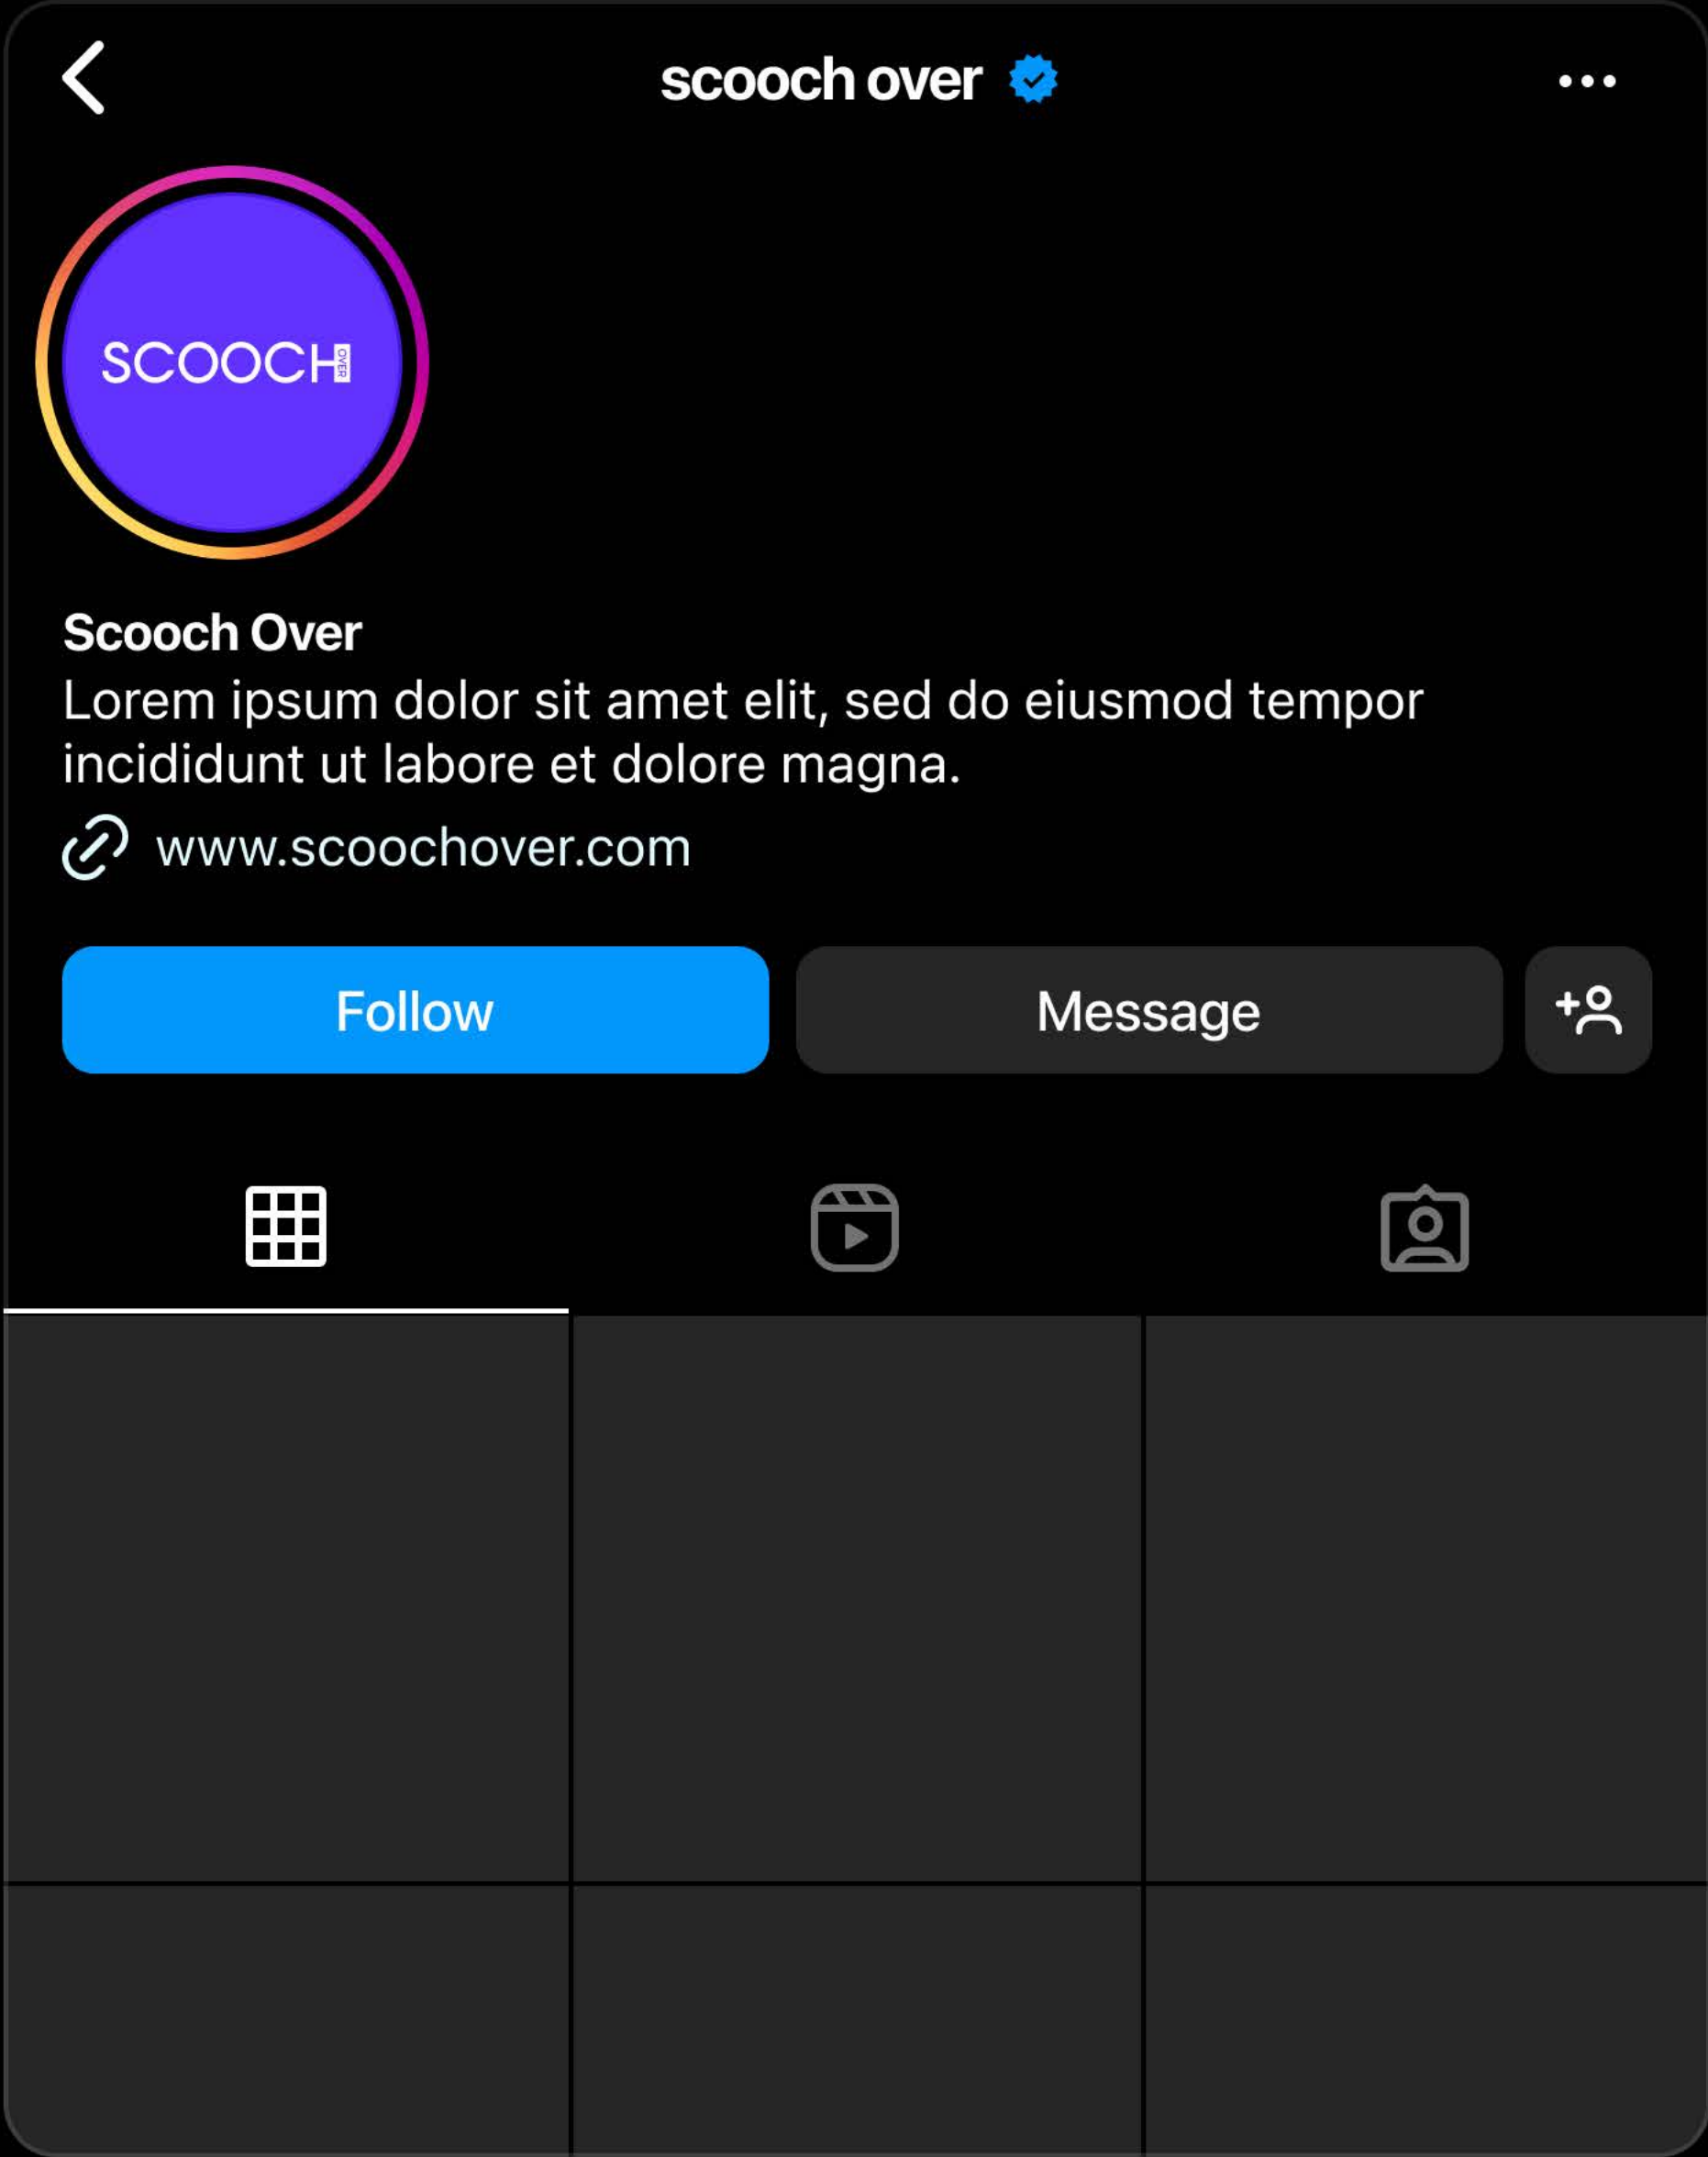 scooch over
SCOOCH OVER
Scooch Over
Lorem ipsum dolor sit amet elit, sed do eiusmod tempor
incididunt ut labore et dolore magna.
www.scoochover.com
Follow
Message